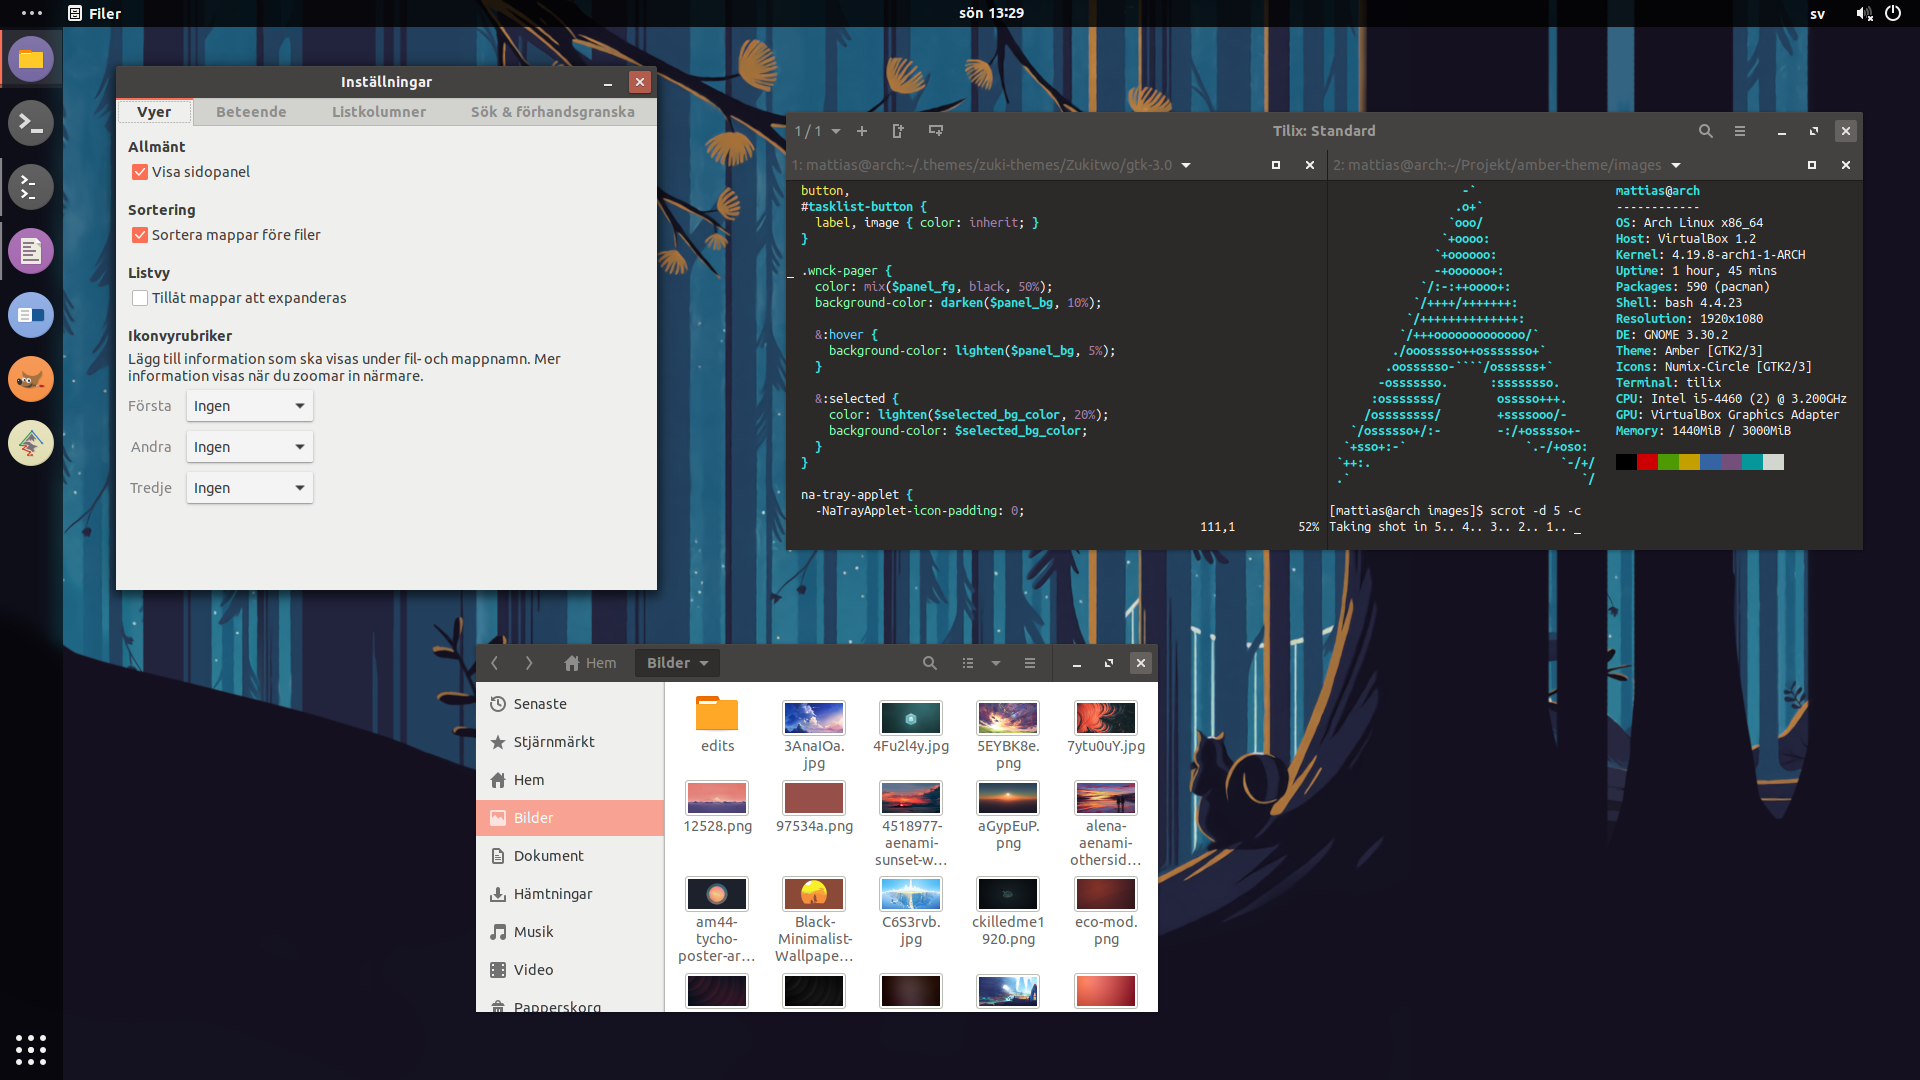 Filer
sön 13:29
sv
Inställningar
Vyer
Beteende
Listkolumner
Sök & förhandsgranska
Allmänt
Visa sidopanel
Sortering
Sortera mappar före filer
Listvy
Tillåt mappar att expanderas
Ikonvyrubriker
Lägg till information som ska visas under fil- och mappnamn. Mer
information visas när du zoomar in närmare.
Första
Ingen
Andra
Ingen
Tredje
Ingen
1 / 1
Tilix: Standard
1: mattias@arch:~/.themes/zuki-themes/Zukitwo/gtk-3.0
button,
#tasklist-button {
label, image { color: inherit; }
}
.wnck-pager {
color: mix($panel_fg, black, 50%);
background-color: darken($panel_bg, 10%);
&:hover {
background-color: lighten($panel_bg, 5%);
}
&:selected {
color: lighten($selected_bg_color, 20%);
background-color: $selected_bg_color;
}
}
na-tray-applet {
-NaTrayApplet-icon-padding: 0;
111,1
52%
2: mattias@arch:~/Projekt/amber-theme/images
mattias@arch
------------
OS: Arch Linux x86_64
Host: VirtualBox 1.2
Kernel: 4.19.8-arch1-1-ARCH
Uptime: 1 hour, 45 mins
Packages: 590 (pacman)
Shell: bash 4.4.23
Resolution: 1920x1080
DE: GNOME 3.30.2
Theme: Amber [GTK2/3]
Icons: Numix-Circle [GTK2/3]
Terminal: tilix
CPU: Intel i5-4460 (2) @ 3.200GHz
GPU: VirtualBox Graphics Adapter
Memory: 1440MiB / 3000MiB
[mattias@arch images]$ scrot -d 5 -c
Taking shot in 5.. 4.. 3.. 2.. 1.. _
Hem
Bilder
Senaste
Stjärnmärkt
Hem
Bilder
Dokument
Hämtningar
Musik
Video
Papperskorg
edits
3AnaIOa.
jpg
4Fu2l4y.jpg
5EYBK8e.
png
7ytu0uY.jpg
12528.png
97534a.png
4518977-
aenami-
sunset-w...
aGypEuP.
png
alena-
aenami-
othersid...
am44-
tycho-
poster-ar...
Black-
Minimalist-
Wallpape...
C6S3rvb.
jpg
ckilledme1
920.png
eco-mod.
png